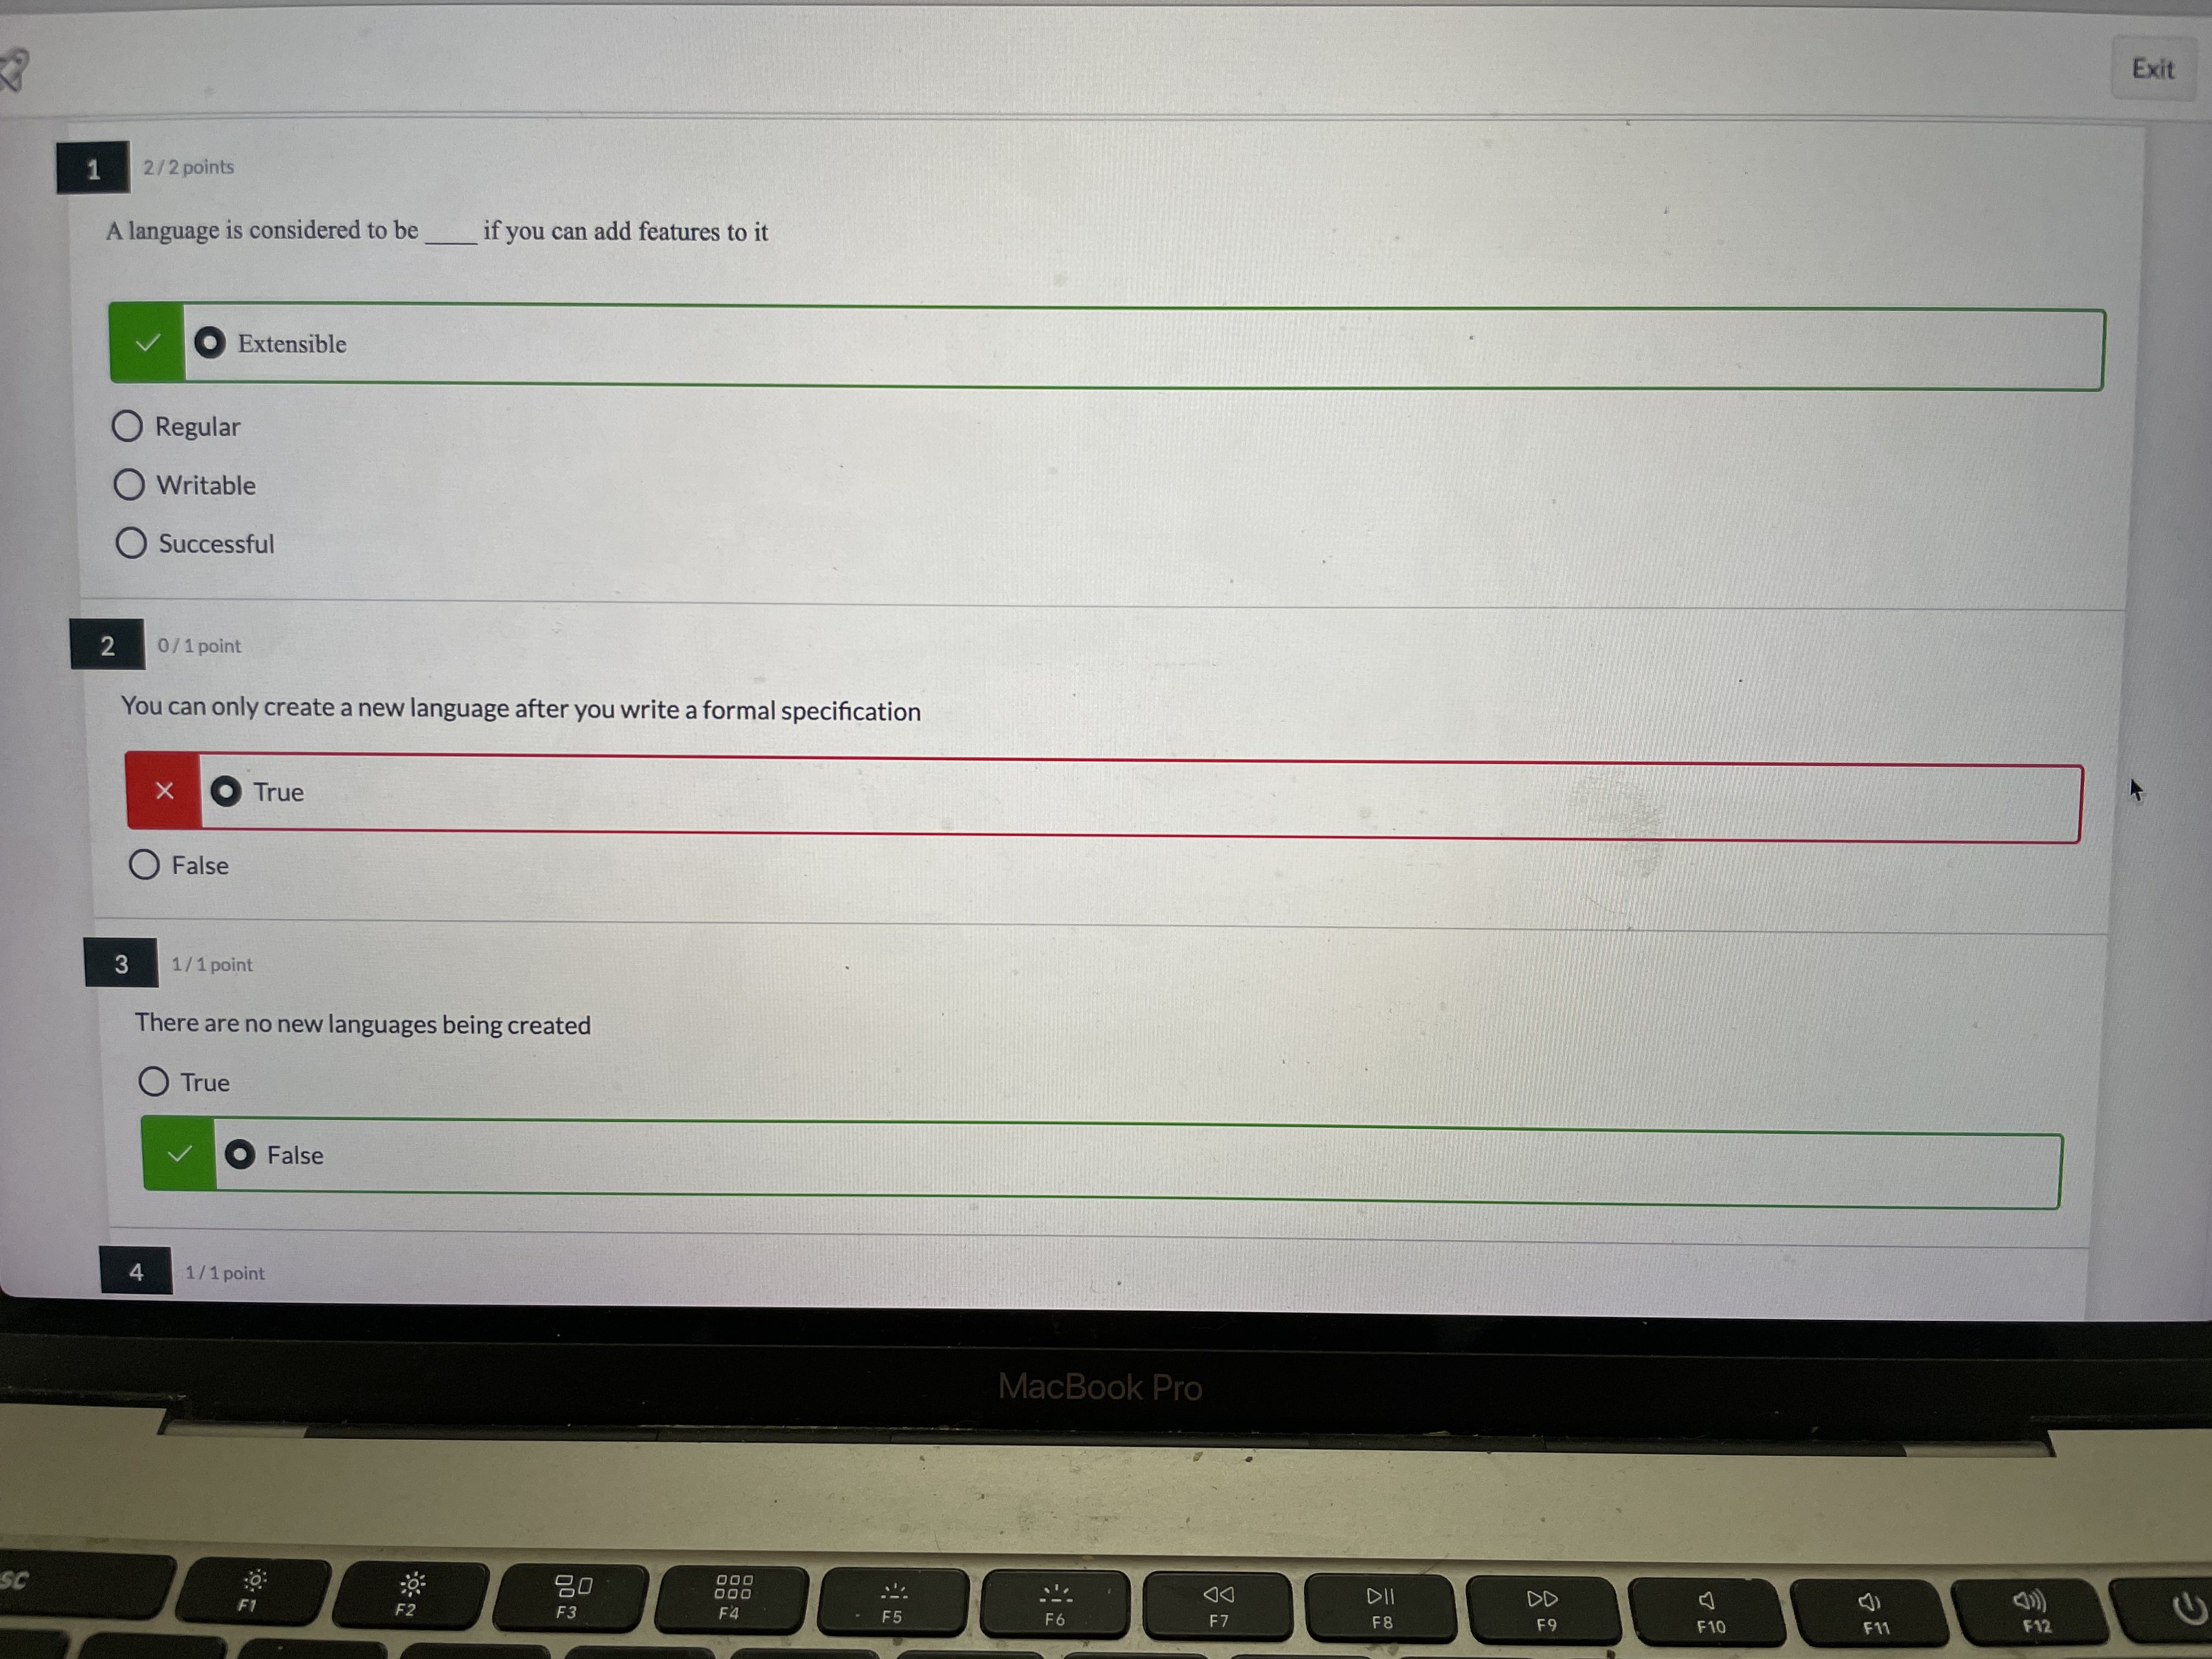 Exit
1 2 / 2 points
A language is considered to be ____ if you can add features to it
Extensible
Regular
Writable
Successful
2 0 / 1 point
You can only create a new language after you write a formal specification
True
False
3 1 / 1 point
There are no new languages being created
True
False
4 1 / 1 point
MacBook Pro
sc F1 F2 F3 F4 F5 F6 F7 F8 F9 F10 F11 F12